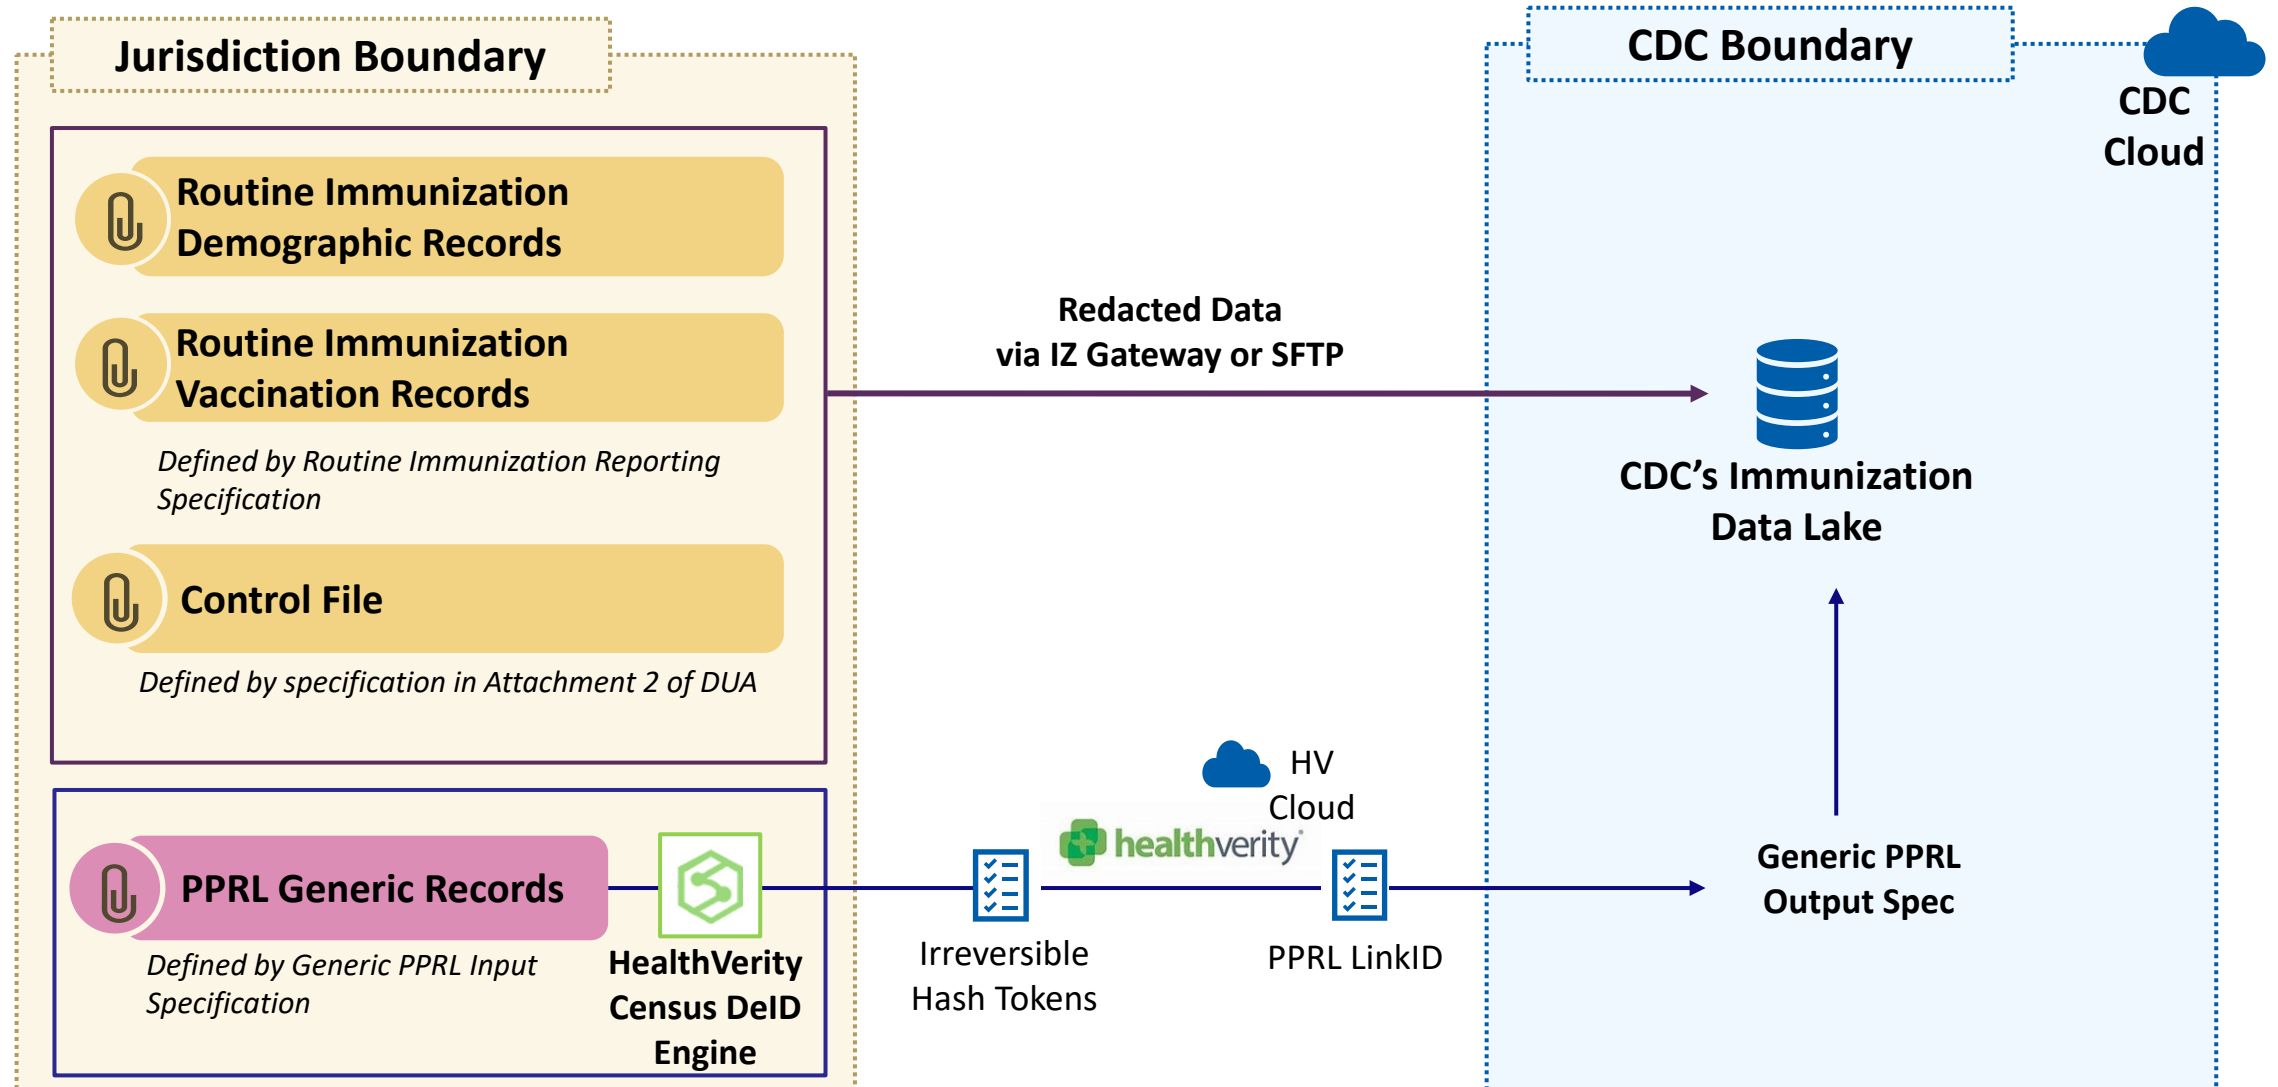 Jurisdiction Boundary
Routine Immunization
Demographic Records
Routine Immunization
Vaccination Records
Defined by Routine Immunization Reporting
Specification
Control File
Defined by specification in Attachment 2 of DUA
PPRL Generic Records
Defined by Generic PPRL Input
Specification
HealthVerity
Census DeID
Engine
Redacted Data
via IZ Gateway or SFTP
HV
Cloud
healthverity
Irreversible
Hash Tokens
PPRL LinkID
CDC Boundary
CDC
Cloud
CDC’s Immunization
Data Lake
Generic PPRL
Output Spec